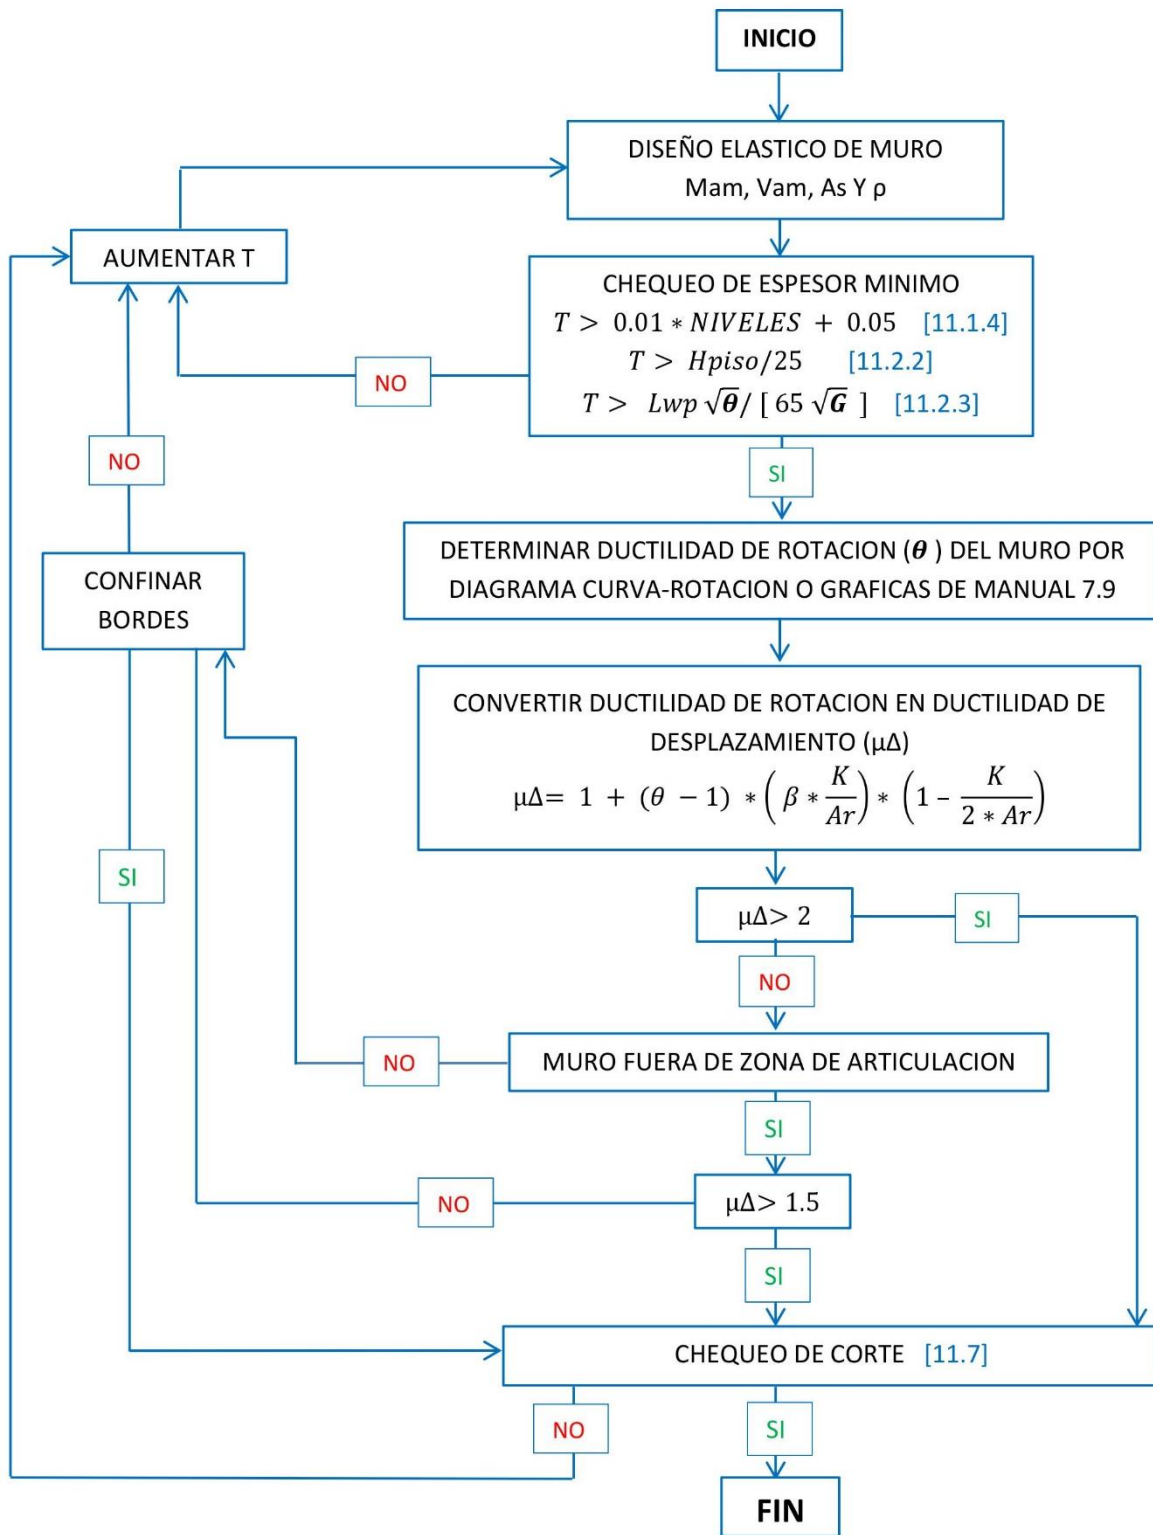 INICIO
DISEÑO ELASTICO DE MURO
Mam, Vam, As Y ρ
AUMENTAR T
CHEQUEO DE ESPESOR MINIMO
T > 0.01 * NIVELES + 0.05 [11.1.4]
T > Hpiso/25 [11.2.2]
T > Lwp √θ/ [ 65 √G ] [11.2.3]
NO
NO
SI
DETERMINAR DUCTILIDAD DE ROTACION (θ ) DEL MURO POR
DIAGRAMA CURVA-ROTACION O GRAFICAS DE MANUAL 7.9
CONFINAR
BORDES
CONVERTIR DUCTILIDAD DE ROTACION EN DUCTILIDAD DE
DESPLAZAMIENTO (µΔ)
µΔ= 1 + (θ − 1) * (β * K/Ar) * (1 − K/(2 * Ar))
SI
µΔ> 2
SI
NO
MURO FUERA DE ZONA DE ARTICULACION
NO
SI
µΔ> 1.5
NO
SI
CHEQUEO DE CORTE [11.7]
NO
SI
FIN